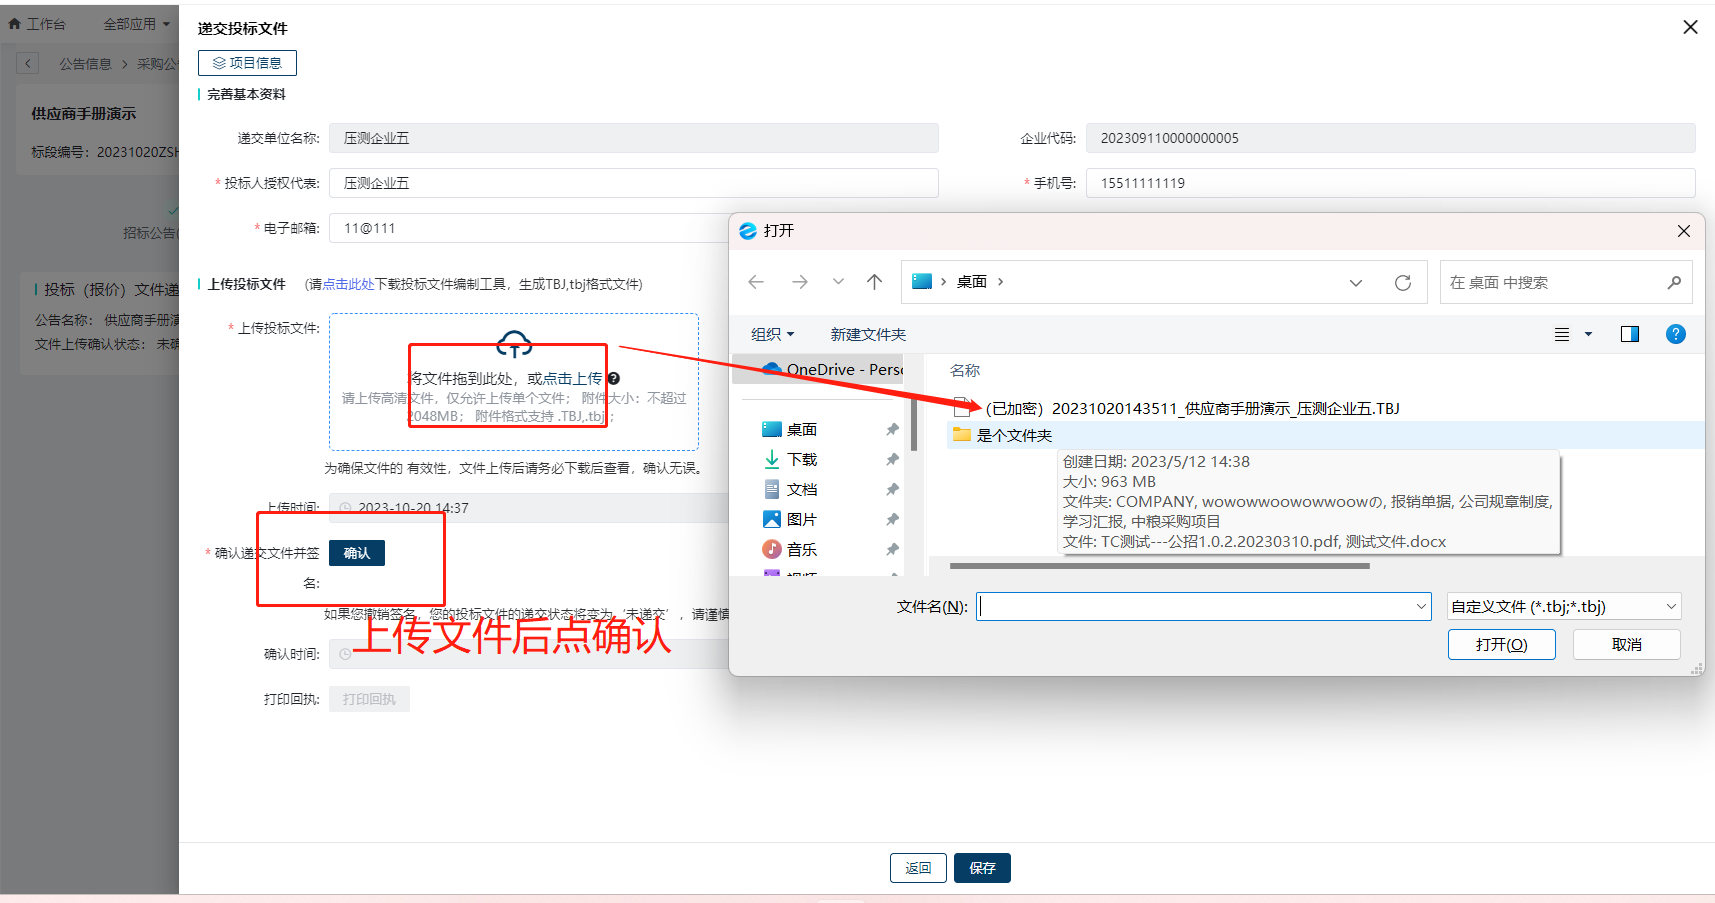 工作台 全部应用
公告信息 > 采购公
供应商手册演示
标段编号：20231020ZSH
招标公告(
投标（报价）文件递
公告名称： 供应商手册演
文件上传确认状态： 未确
递交投标文件
项目信息
完善基本资料
递交单位名称: 压测企业五 企业代码: 202309110000000005
* 投标人授权代表: 压测企业五 * 手机号: 15511111119
* 电子邮箱: 11@111
上传投标文件 (请点击此处下载投标文件编制工具，生成TBJ,tbj格式文件)
* 上传投标文件:
将文件拖到此处，或点击上传
请上传高清文件，仅允许上传单个文件； 附件大小：不超过
2048MB； 附件格式支持 .TBJ,.tbj ；
为确保文件的 有效性，文件上传后请务必下载后查看，确认无误。
上传时间: 2023-10-20 14:37
* 确认递交文件并签名: 确认
如果您撤销签名，您的投标文件的递交状态将变为‘未递交’，请谨慎
上传文件后点确认
确认时间:
打印回执: 打印回执
返回 保存
打开
桌面 >
在 桌面 中搜索
组织 新建文件夹
OneDrive - Perso
名称
(已加密）20231020143511_供应商手册演示_压测企业五.TBJ
是个文件夹
桌面
下载
文档
图片
音乐
视频
创建日期: 2023/5/12 14:38
大小: 963 MB
文件夹: COMPANY, wowowwoowowwoowの, 报销单据, 公司规章制度,
学习汇报, 中粮采购项目
文件: TC测试---公招1.0.2.20230310.pdf, 测试文件.docx
文件名(N): 自定义文件 (*.tbj;*.tbj)
打开(O) 取消